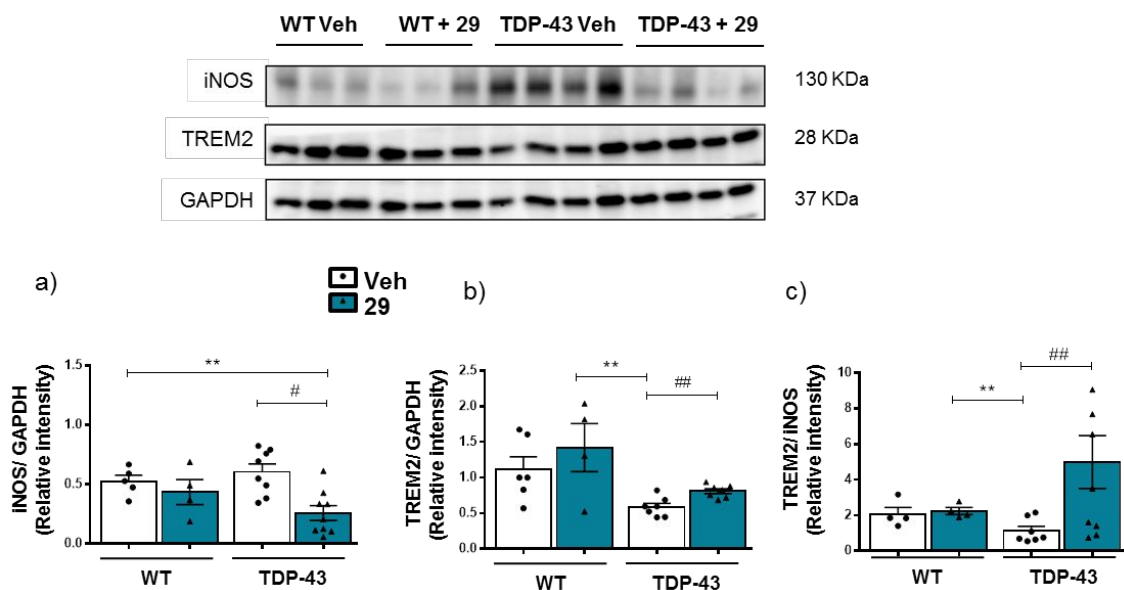 WT Veh WT + 29 TDP-43 Veh TDP-43 + 29
iNOS 130 KDa
TREM2 28 KDa
GAPDH 37 KDa
a) Veh b) c)
29
iNOS/ GAPDH
(Relative intensity)
1.5
1.0
0.5
0.0
**
#
WT TDP-43
TREM2/ GAPDH
(Relative intensity)
2.5
2.0
1.5
1.0
0.5
0.0
**
##
WT TDP-43
TREM2/ iNOS
(Relative intensity)
10
8
6
4
2
0
**
##
WT TDP-43